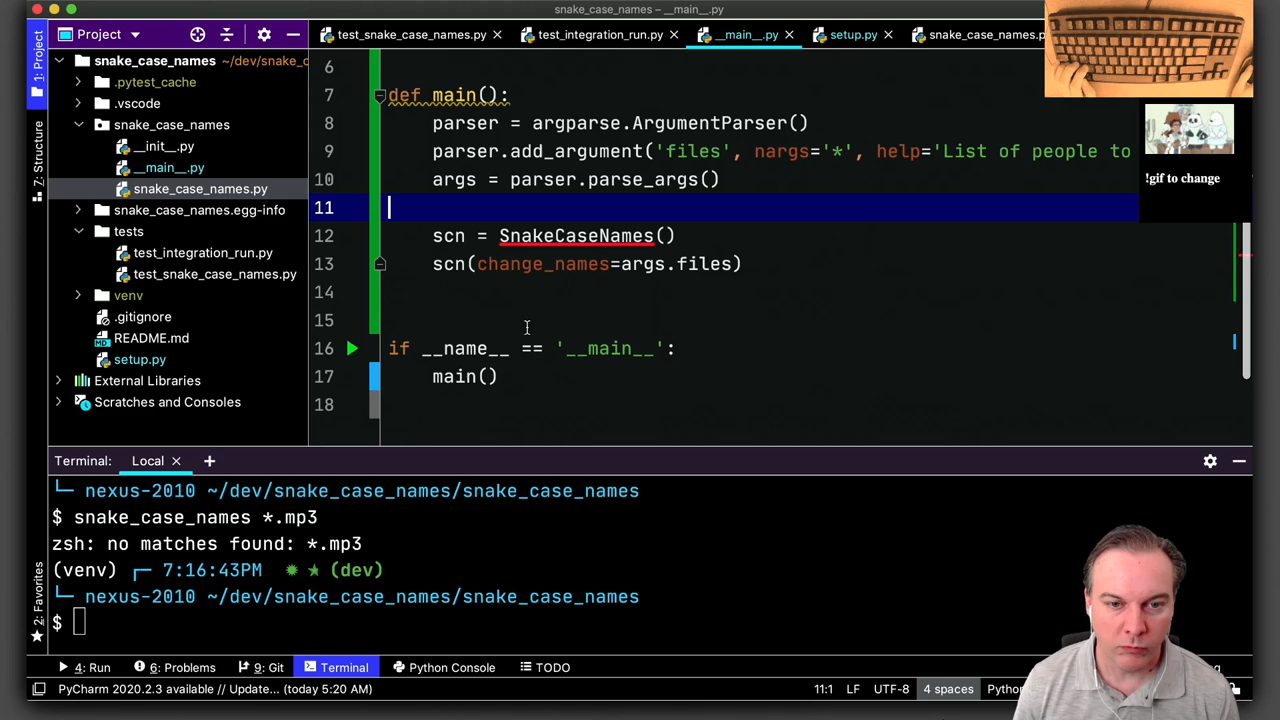 snake_case_names – __main__.py
1: Project
Project
test_snake_case_names.py
test_integration_run.py
__main__.py
setup.py
snake_case_nam
snake_case_names ~/dev/snake_c
.pytest_cache
.vscode
snake_case_names
__init__.py
__main__.py
snake_case_names.py
snake_case_names.egg-info
tests
test_integration_run.py
test_snake_case_names.py
venv
.gitignore
README.md
setup.py
External Libraries
Scratches and Consoles
7: Structure
2: Favorites
6
7 def main():
8 parser = argparse.ArgumentParser()
9 parser.add_argument('files', nargs='*', help='List of people to
10 args = parser.parse_args()
11
12 scn = SnakeCaseNames()
13 scn(change_names=args.files)
14
15
16 if __name__ == '__main__':
17 main()
18
!gif to change
Terminal: Local +
nexus-2010 ~/dev/snake_case_names/snake_case_names
$ snake_case_names *.mp3
zsh: no matches found: *.mp3
(venv) 7:16:43PM (dev)
nexus-2010 ~/dev/snake_case_names/snake_case_names
$
4: Run
6: Problems
9: Git
Terminal
Python Console
TODO
PyCharm 2020.2.3 available // Update... (today 5:20 AM)
11:1
LF
UTF-8
4 spaces
Pytho